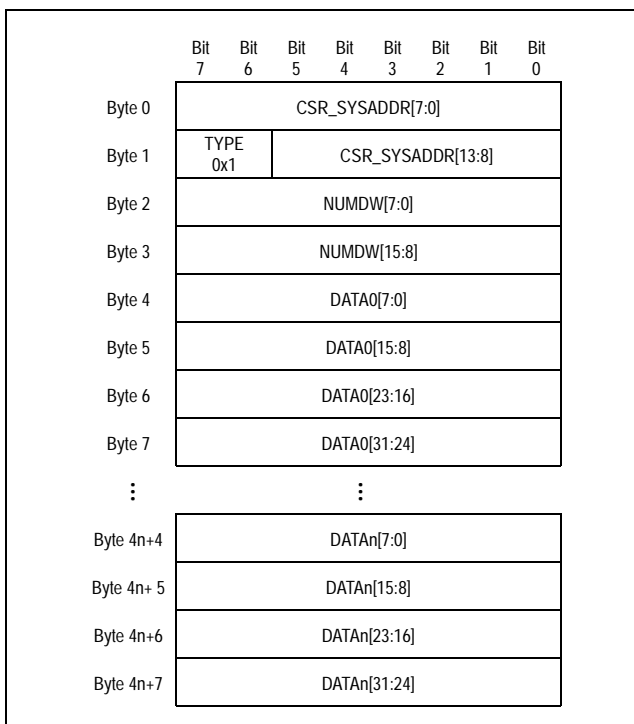 Bit Bit Bit Bit Bit Bit Bit Bit
7 6 5 4 3 2 1 0
Byte 0 CSR_SYSADDR[7:0]
Byte 1 TYPE 0x1 CSR_SYSADDR[13:8]
Byte 2 NUMDW[7:0]
Byte 3 NUMDW[15:8]
Byte 4 DATA0[7:0]
Byte 5 DATA0[15:8]
Byte 6 DATA0[23:16]
Byte 7 DATA0[31:24]
⋮ ⋮
Byte 4n+4 DATAn[7:0]
Byte 4n+ 5 DATAn[15:8]
Byte 4n+6 DATAn[23:16]
Byte 4n+7 DATAn[31:24]